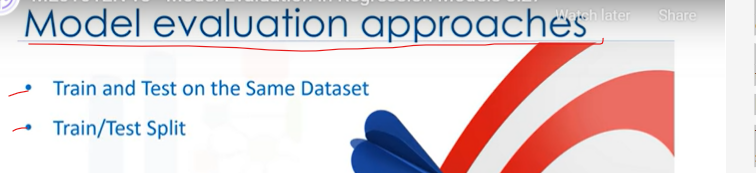 Model evaluation approaches
Watch later
Share
• Train and Test on the Same Dataset
• Train/Test Split